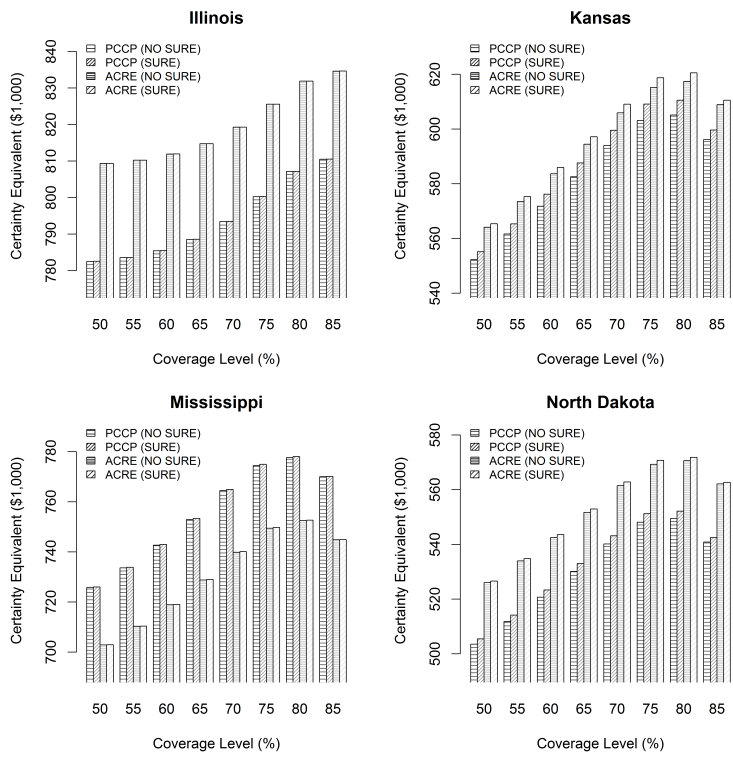 Illinois
PCCP (NO SURE)
PCCP (SURE)
ACRE (NO SURE)
ACRE (SURE)
Certainty Equivalent ($1,000)
840
830
820
810
800
790
780
50 55 60 65 70 75 80 85
Coverage Level (%)
Kansas
PCCP (NO SURE)
PCCP (SURE)
ACRE (NO SURE)
ACRE (SURE)
Certainty Equivalent ($1,000)
620
600
580
560
540
50 55 60 65 70 75 80 85
Coverage Level (%)
Mississippi
PCCP (NO SURE)
PCCP (SURE)
ACRE (NO SURE)
ACRE (SURE)
Certainty Equivalent ($1,000)
780
760
740
720
700
50 55 60 65 70 75 80 85
Coverage Level (%)
North Dakota
PCCP (NO SURE)
PCCP (SURE)
ACRE (NO SURE)
ACRE (SURE)
Certainty Equivalent ($1,000)
580
560
540
520
500
50 55 60 65 70 75 80 85
Coverage Level (%)